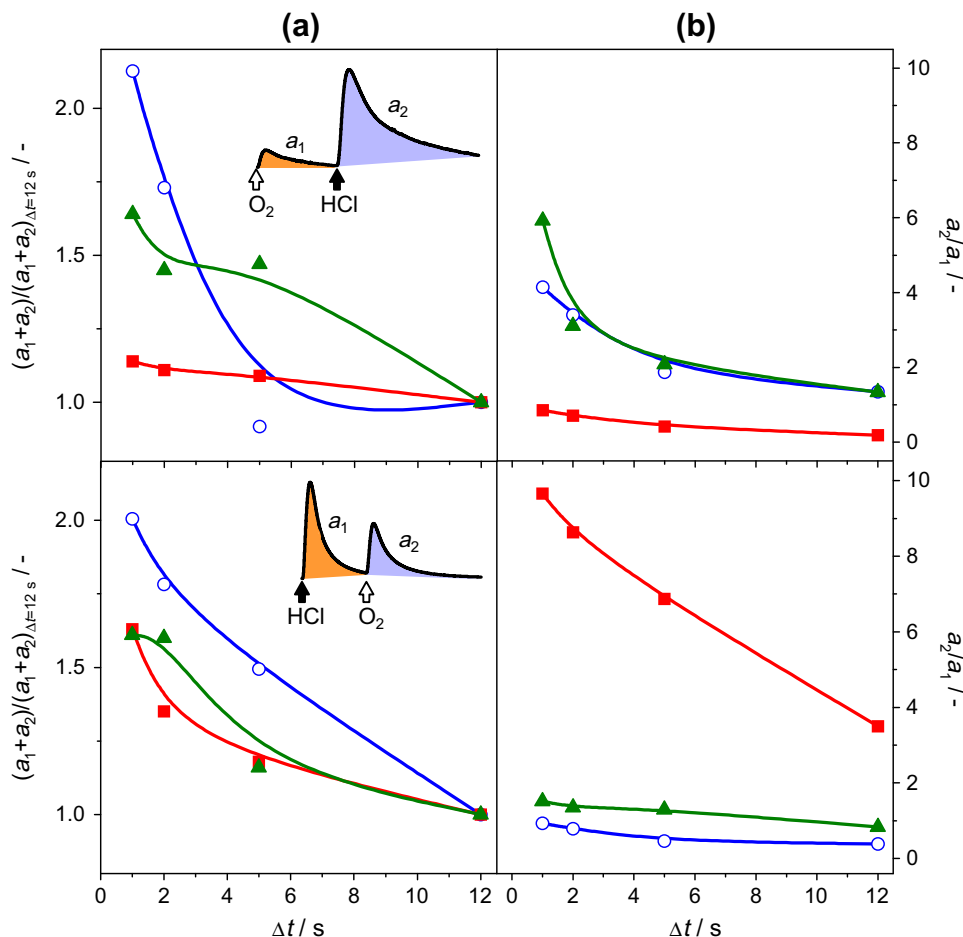 (a)
(b)
(a1+a2)/(a1+a2)Δt=12 s / -
2.0
1.5
1.0
a1
a2
O2
HCl
10
8
6
4
2
0
a2/a1 / -
(a1+a2)/(a1+a2)Δt=12 s / -
2.0
1.5
1.0
a1
a2
HCl
O2
10
8
6
4
2
0
a2/a1 / -
0 2 4 6 8 10 12
0 2 4 6 8 10 12
Δt / s
Δt / s